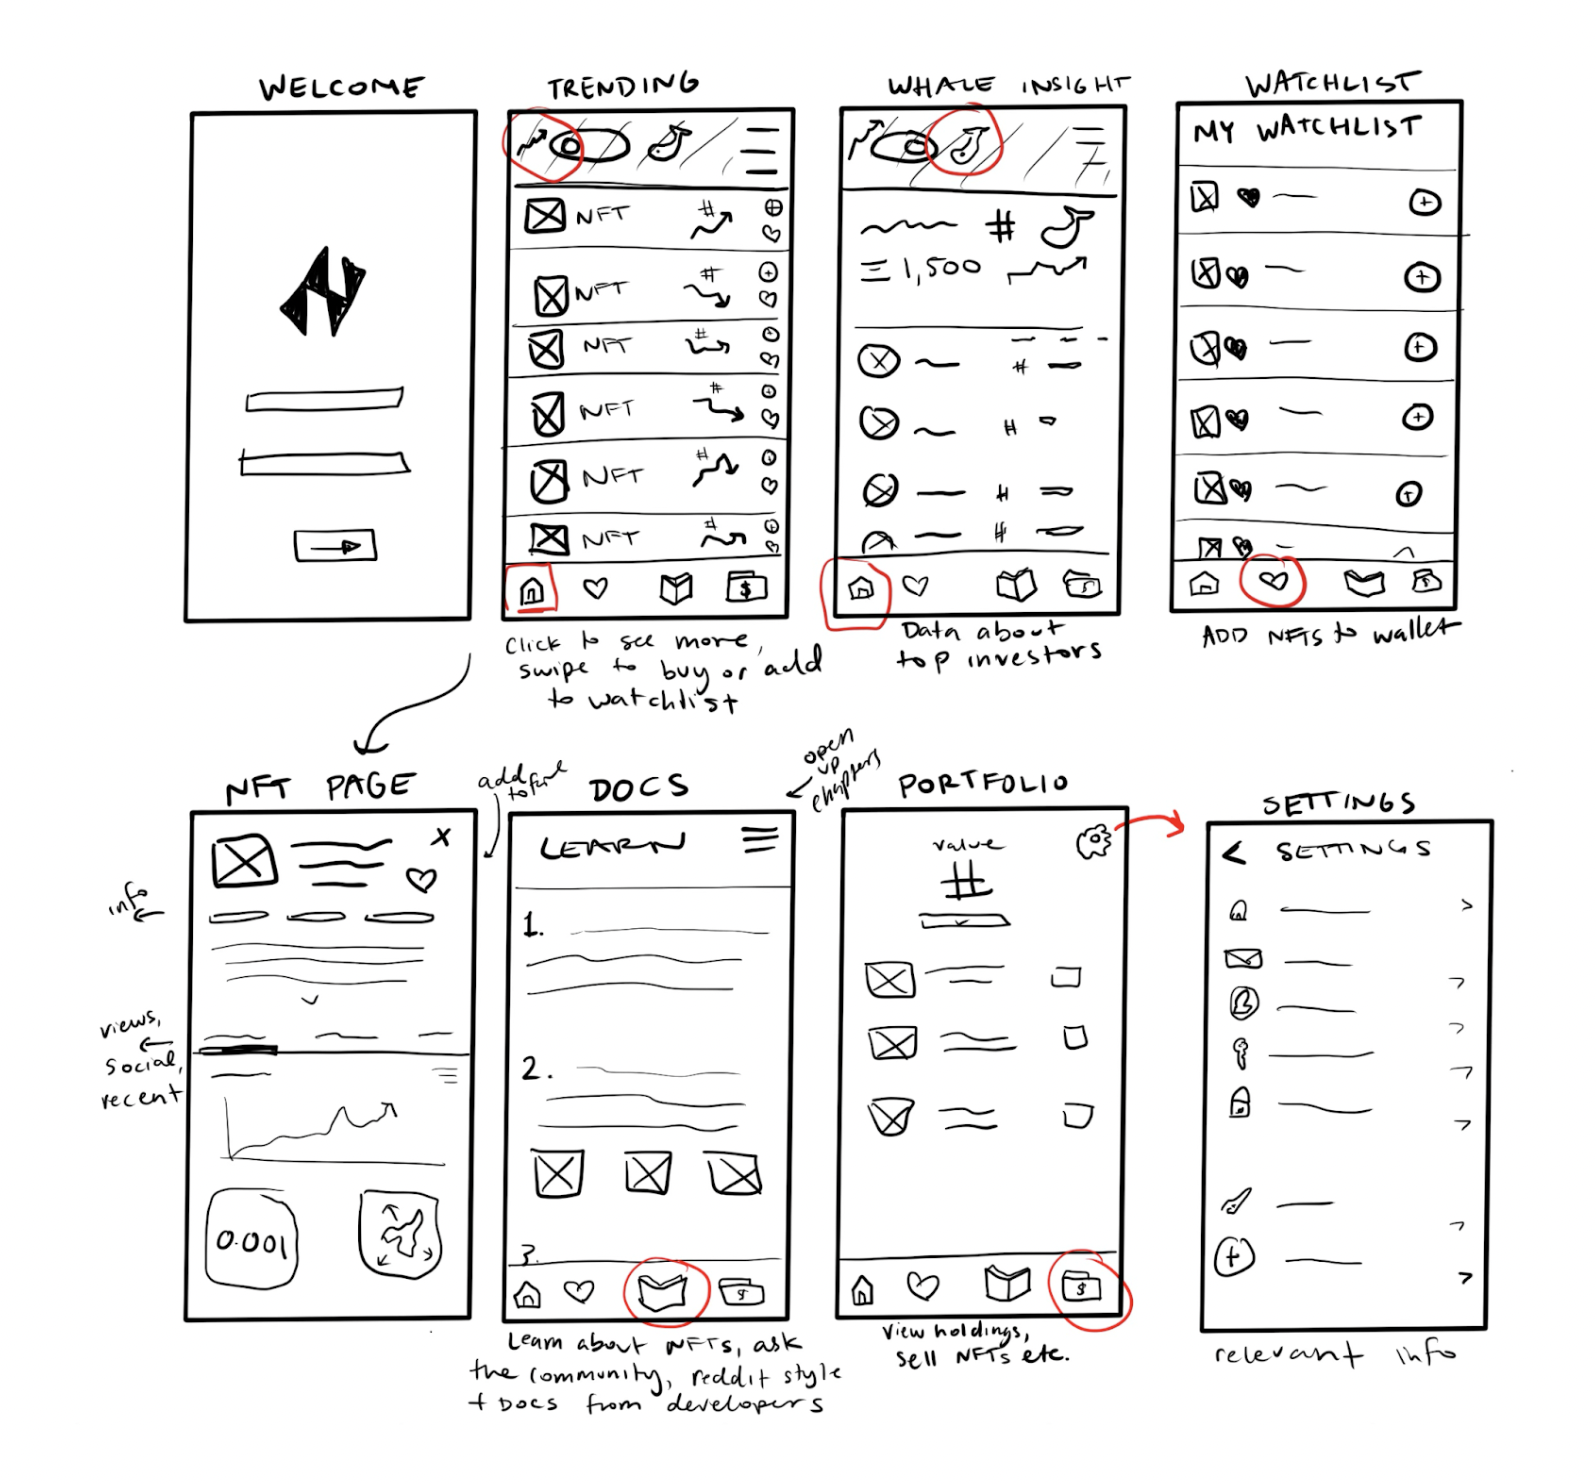 WELCOME
TRENDING
WHALE INSIGHT
WATCHLIST
NFT
#
NFT
#
NFT
#
NFT
#
NFT
#
NFT
#
#
1,500
#
#
#
#
MY WATCHLIST
Click to see more,
swipe to buy or add
to watchlist
Data about
top investors
ADD NFTs to wallet
NFT PAGE
add
to fave
DOCS
open
up
chapters
PORTFOLIO
SETTINGS
info
views,
social,
recent
X
0.001
LEARN
1.
2.
3.
value
#
$
< SETTINGS
Learn about NFTs, ask
the community, reddit style
+ DOCS from developers
View holdings,
sell NFTs etc.
relevant info